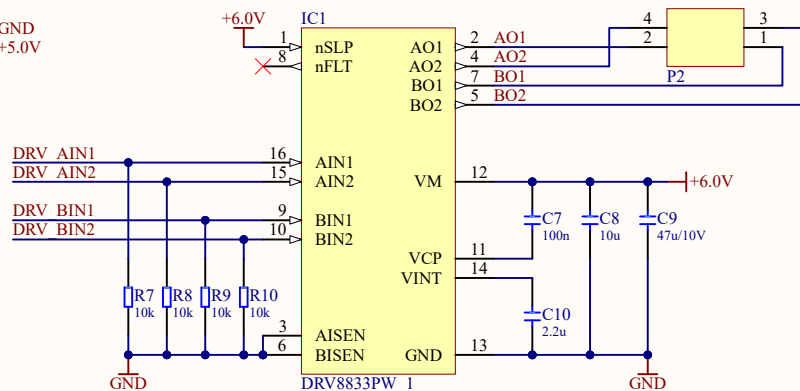 GND
+5.0V
+6.0V
IC1
1
nSLP
8
nFLT
AO1
2
AO1
AO2
4
AO2
BO1
7
BO1
BO2
5
BO2
4
3
2
1
P2
DRV_AIN1
16
AIN1
DRV_AIN2
15
AIN2
DRV_BIN1
9
BIN1
DRV_BIN2
10
BIN2
VM
12
+6.0V
C7
100n
C8
10u
C9
47u/10V
VCP
11
VINT
14
C10
2.2u
R7
10k
R8
10k
R9
10k
R10
10k
3
AISEN
6
BISEN
GND
13
GND
DRV8833PW_1
GND